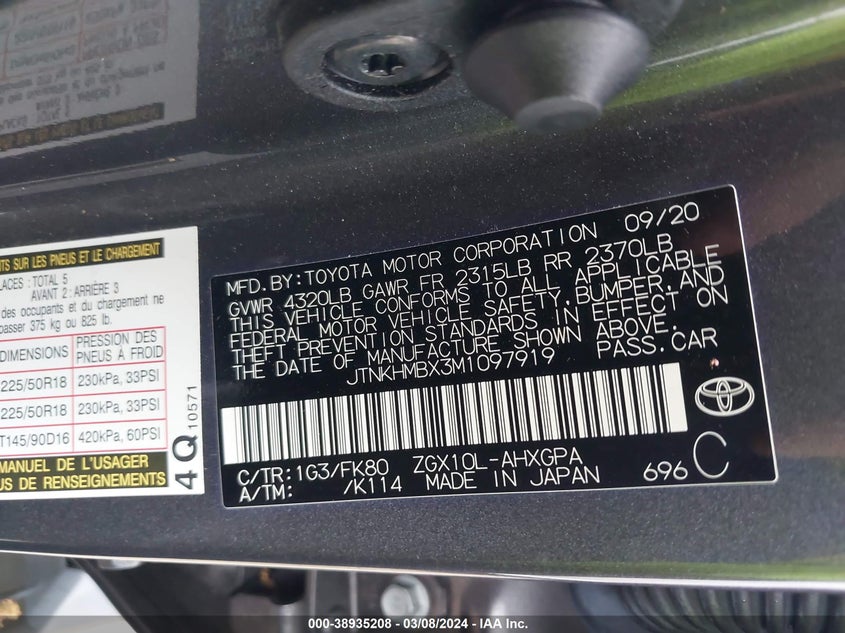 TS SUR LES PNEUS ET LE CHARGEMENT
PLACES : TOTAL 5
AVANT 2 : ARRIÈRE 3
des occupants et du chargement ne
passer 375 kg ou 825 lb.
DIMENSIONS PRESSION DES PNEUS À FROID
225/50R18 230kPa, 33PSI
225/50R18 230kPa, 33PSI
T145/90D16 420kPa, 60PSI
MANUEL DE L'USAGER
US DE RENSEIGNEMENTS
4Q 10571
MFD. BY: TOYOTA MOTOR CORPORATION 09/20
GVWR 4320LB GAWR FR 2315LB RR 2370LB
THIS VEHICLE CONFORMS TO ALL APPLICABLE
FEDERAL MOTOR VEHICLE SAFETY, BUMPER, AND
THEFT PREVENTION STANDARDS IN EFFECT ON
THE DATE OF MANUFACTURE SHOWN ABOVE.
JTNKHMBX3M1097919 PASS. CAR
C/TR: 1G3/FK80 ZGX10L-AHXGPA
A/TM: /K114 MADE IN JAPAN 696 C
000-38935208 - 03/08/2024 - IAA Inc.